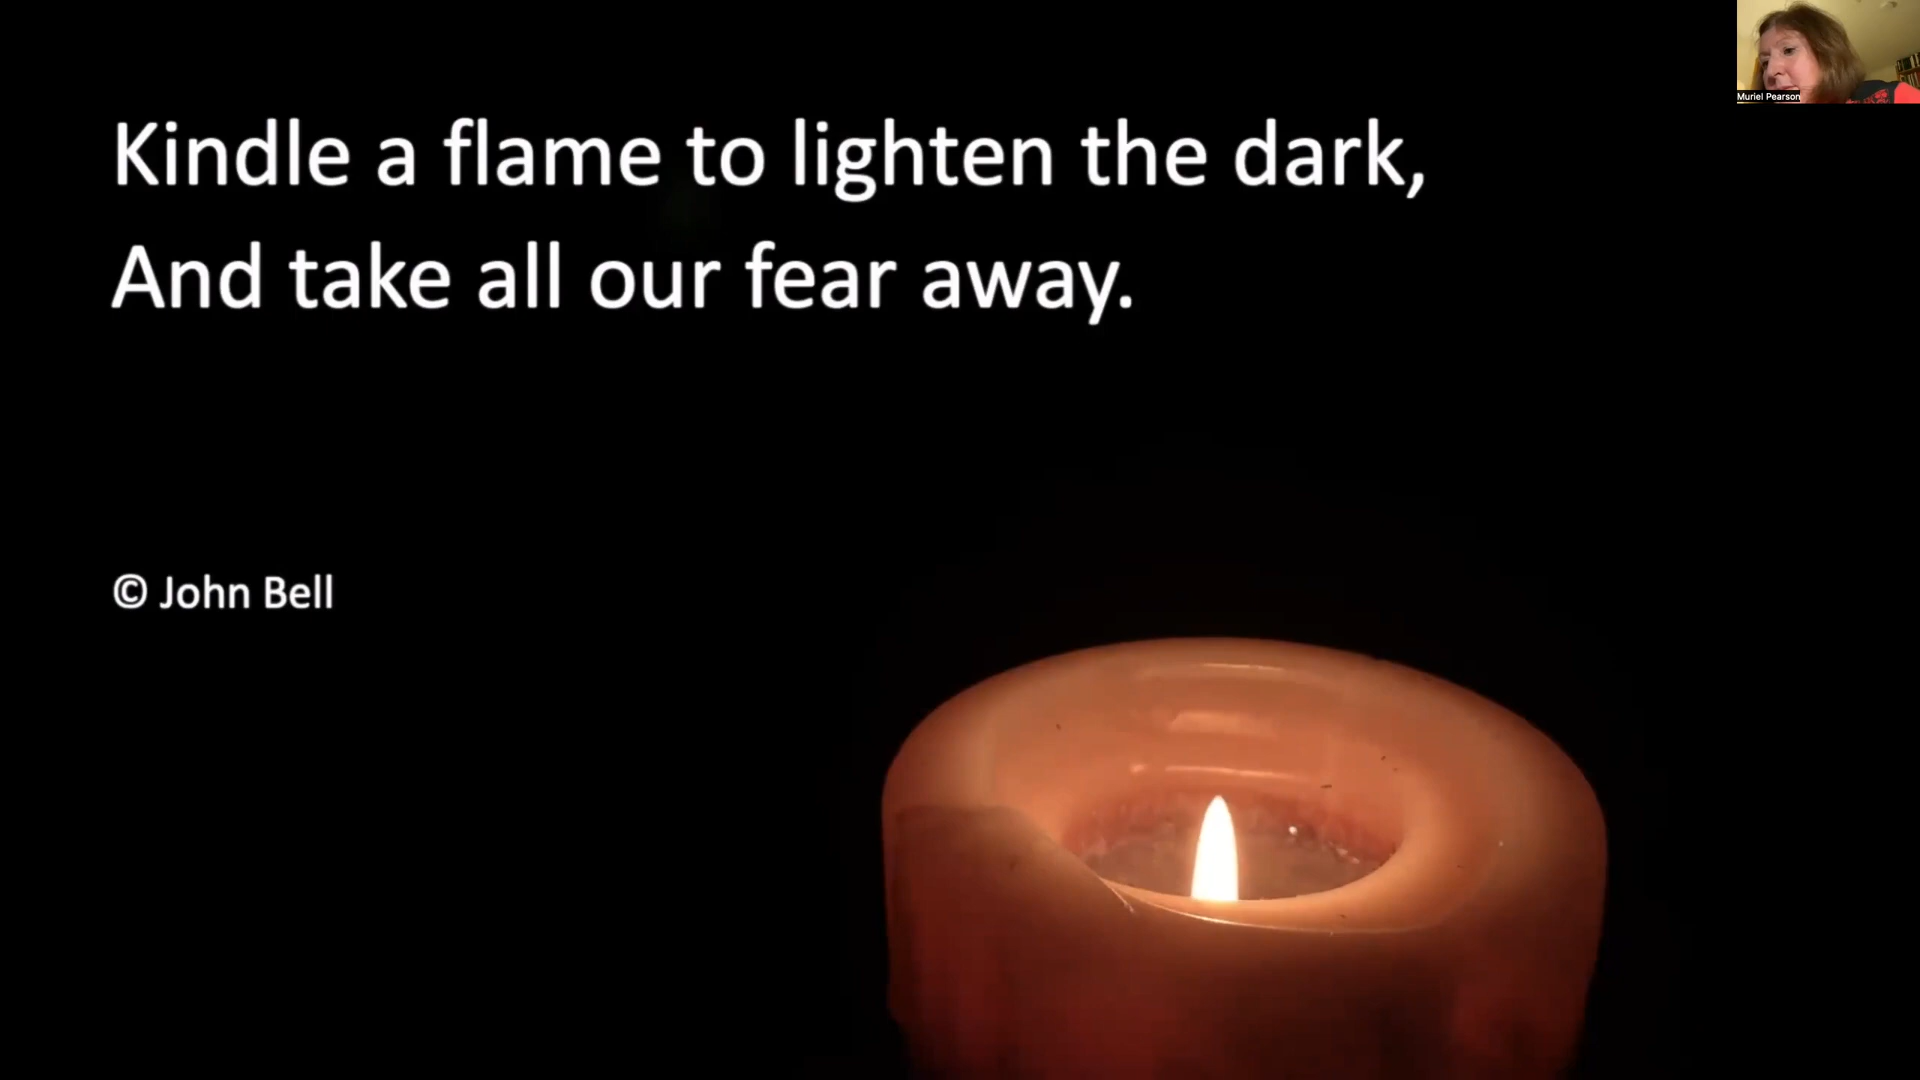 Kindle a flame to lighten the dark,
And take all our fear away.
© John Bell
Muriel Pearson